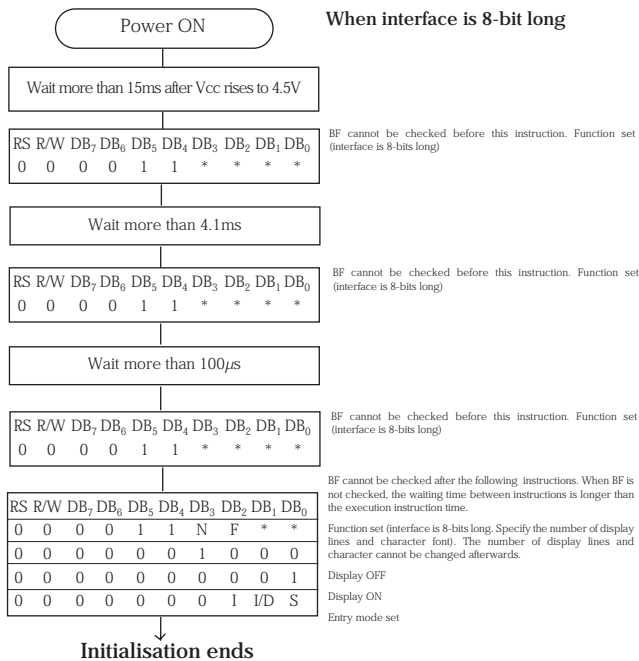 Power ON
When interface is 8-bit long
Wait more than 15ms after Vcc rises to 4.5V
RS R/W DB₇ DB₆ DB₅ DB₄ DB₃ DB₂ DB₁ DB₀
0 0 0 0 1 1 * * * *
BF cannot be checked before this instruction. Function set
(interface is 8-bits long)
Wait more than 4.1ms
RS R/W DB₇ DB₆ DB₅ DB₄ DB₃ DB₂ DB₁ DB₀
0 0 0 0 1 1 * * * *
BF cannot be checked before this instruction. Function set
(interface is 8-bits long)
Wait more than 100μs
RS R/W DB₇ DB₆ DB₅ DB₄ DB₃ DB₂ DB₁ DB₀
0 0 0 0 1 1 * * * *
BF cannot be checked before this instruction. Function set
(interface is 8-bits long)
RS R/W DB₇ DB₆ DB₅ DB₄ DB₃ DB₂ DB₁ DB₀
0 0 0 0 1 1 N F * *
0 0 0 0 0 0 1 0 0 0
0 0 0 0 0 0 0 0 0 1
0 0 0 0 0 0 0 I I/D S
BF cannot be checked after the following instructions. When BF
is not checked, the waiting time between instructions is longer than
the execution instruction time.
Function set (interface is 8-bits long. Specify the number of display
lines and character font). The number of display lines and
character cannot be changed afterwards.
Display OFF
Display ON
Entry mode set
Initialisation ends